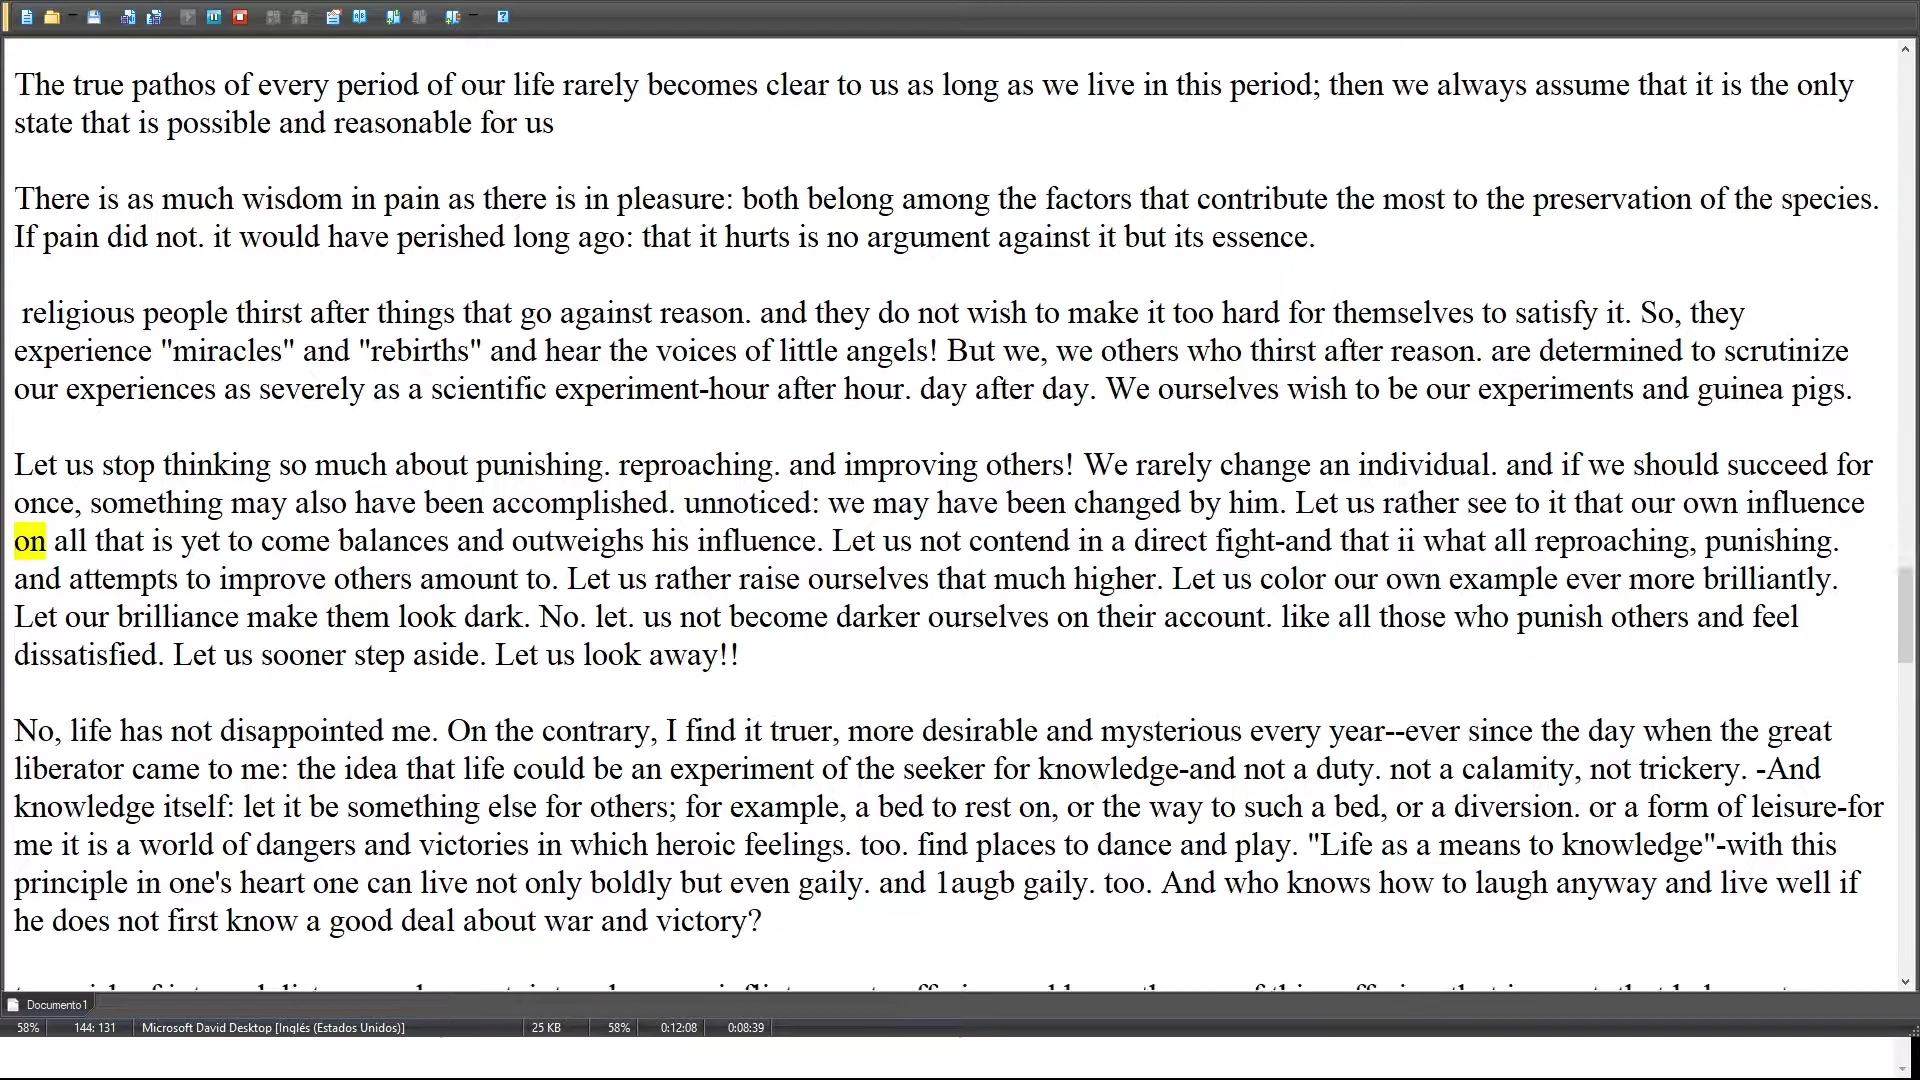 The true pathos of every period of our life rarely becomes clear to us as long as we live in this period; then we always assume that it is the only
state that is possible and reasonable for us
There is as much wisdom in pain as there is in pleasure: both belong among the factors that contribute the most to the preservation of the species.
If pain did not. it would have perished long ago: that it hurts is no argument against it but its essence.
religious people thirst after things that go against reason. and they do not wish to make it too hard for themselves to satisfy it. So, they
experience "miracles" and "rebirths" and hear the voices of little angels! But we, we others who thirst after reason. are determined to scrutinize
our experiences as severely as a scientific experiment-hour after hour. day after day. We ourselves wish to be our experiments and guinea pigs.
Let us stop thinking so much about punishing. reproaching. and improving others! We rarely change an individual. and if we should succeed for
once, something may also have been accomplished. unnoticed: we may have been changed by him. Let us rather see to it that our own influence
on all that is yet to come balances and outweighs his influence. Let us not contend in a direct fight-and that ii what all reproaching, punishing.
and attempts to improve others amount to. Let us rather raise ourselves that much higher. Let us color our own example ever more brilliantly.
Let our brilliance make them look dark. No. let. us not become darker ourselves on their account. like all those who punish others and feel
dissatisfied. Let us sooner step aside. Let us look away!!
No, life has not disappointed me. On the contrary, I find it truer, more desirable and mysterious every year--ever since the day when the great
liberator came to me: the idea that life could be an experiment of the seeker for knowledge-and not a duty. not a calamity, not trickery. -And
knowledge itself: let it be something else for others; for example, a bed to rest on, or the way to such a bed, or a diversion. or a form of leisure-for
me it is a world of dangers and victories in which heroic feelings. too. find places to dance and play. "Life as a means to knowledge"-with this
principle in one's heart one can live not only boldly but even gaily. and 1augb gaily. too. And who knows how to laugh anyway and live well if
he does not first know a good deal about war and victory?
Documento1
58% 144: 131 Microsoft David Desktop [Inglés (Estados Unidos)] 25 KB 58% 0:12:08 0:08:39